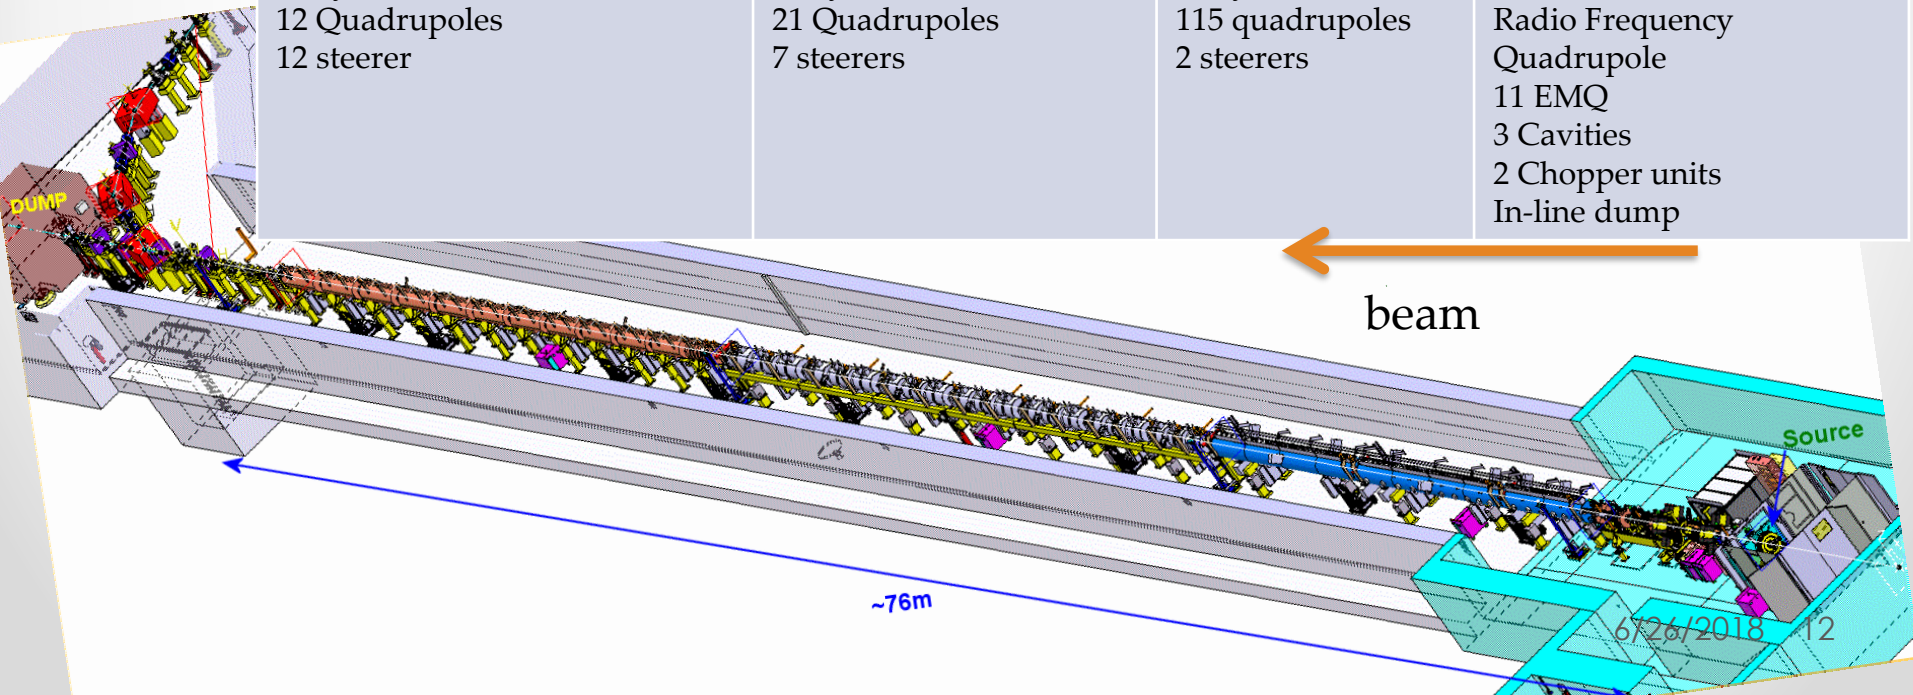 12 Quadrupoles
12 steerer
21 Quadrupoles
7 steerers
115 quadrupoles
2 steerers
Radio Frequency
Quadrupole
11 EMQ
3 Cavities
2 Chopper units
In-line dump
DUMP
beam
Source
~76m
6/26/2018 12